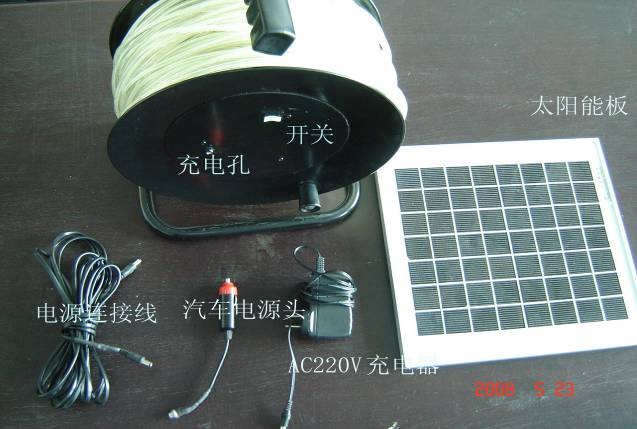 太阳能板
开关
充电孔
电源连接线
汽车电源头
AC220V充电器
2008 5 23